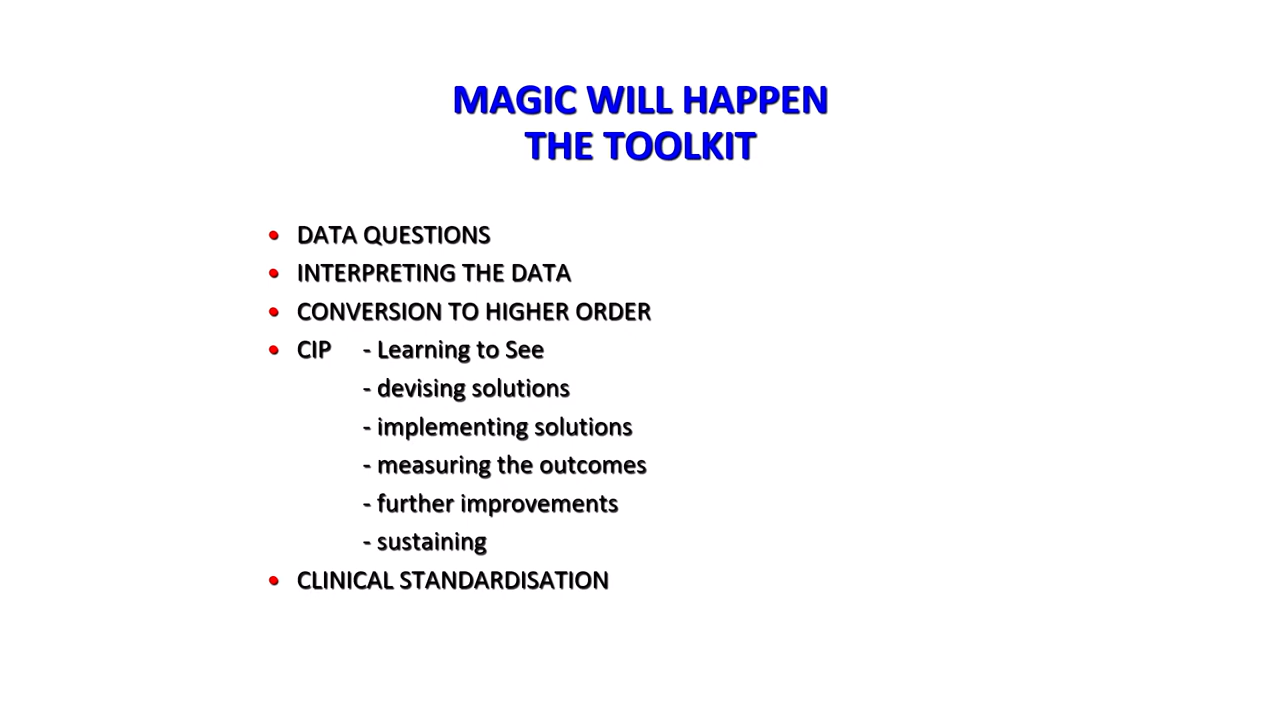 MAGIC WILL HAPPEN
THE TOOLKIT
• DATA QUESTIONS
• INTERPRETING THE DATA
• CONVERSION TO HIGHER ORDER
• CIP - Learning to See
- devising solutions
- implementing solutions
- measuring the outcomes
- further improvements
- sustaining
• CLINICAL STANDARDISATION